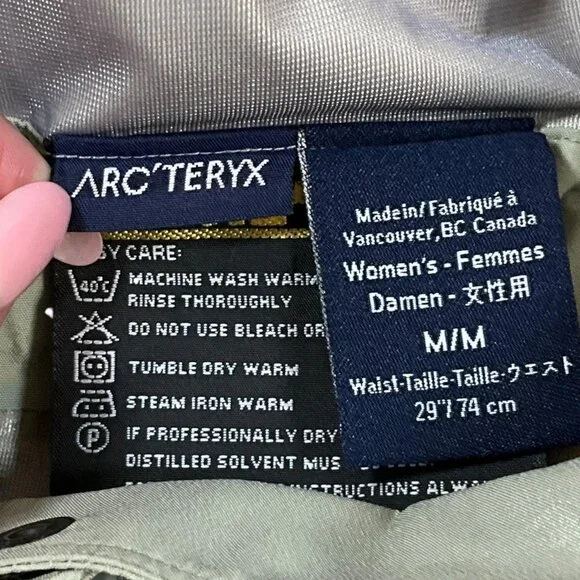 ARC'TERYX
CARE:
40°C
MACHINE WASH WARM
RINSE THOROUGHLY
DO NOT USE BLEACH OR
TUMBLE DRY WARM
STEAM IRON WARM
P
IF PROFESSIONALLY DRY
DISTILLED SOLVENT MUS
INSTRUCTIONS ALWA
Madein/Fabriqué à
Vancouver,BC Canada
Women's - Femmes
Damen - 女性用
M/M
Waist-Taille-Taille-ウエスト
29"/74 cm